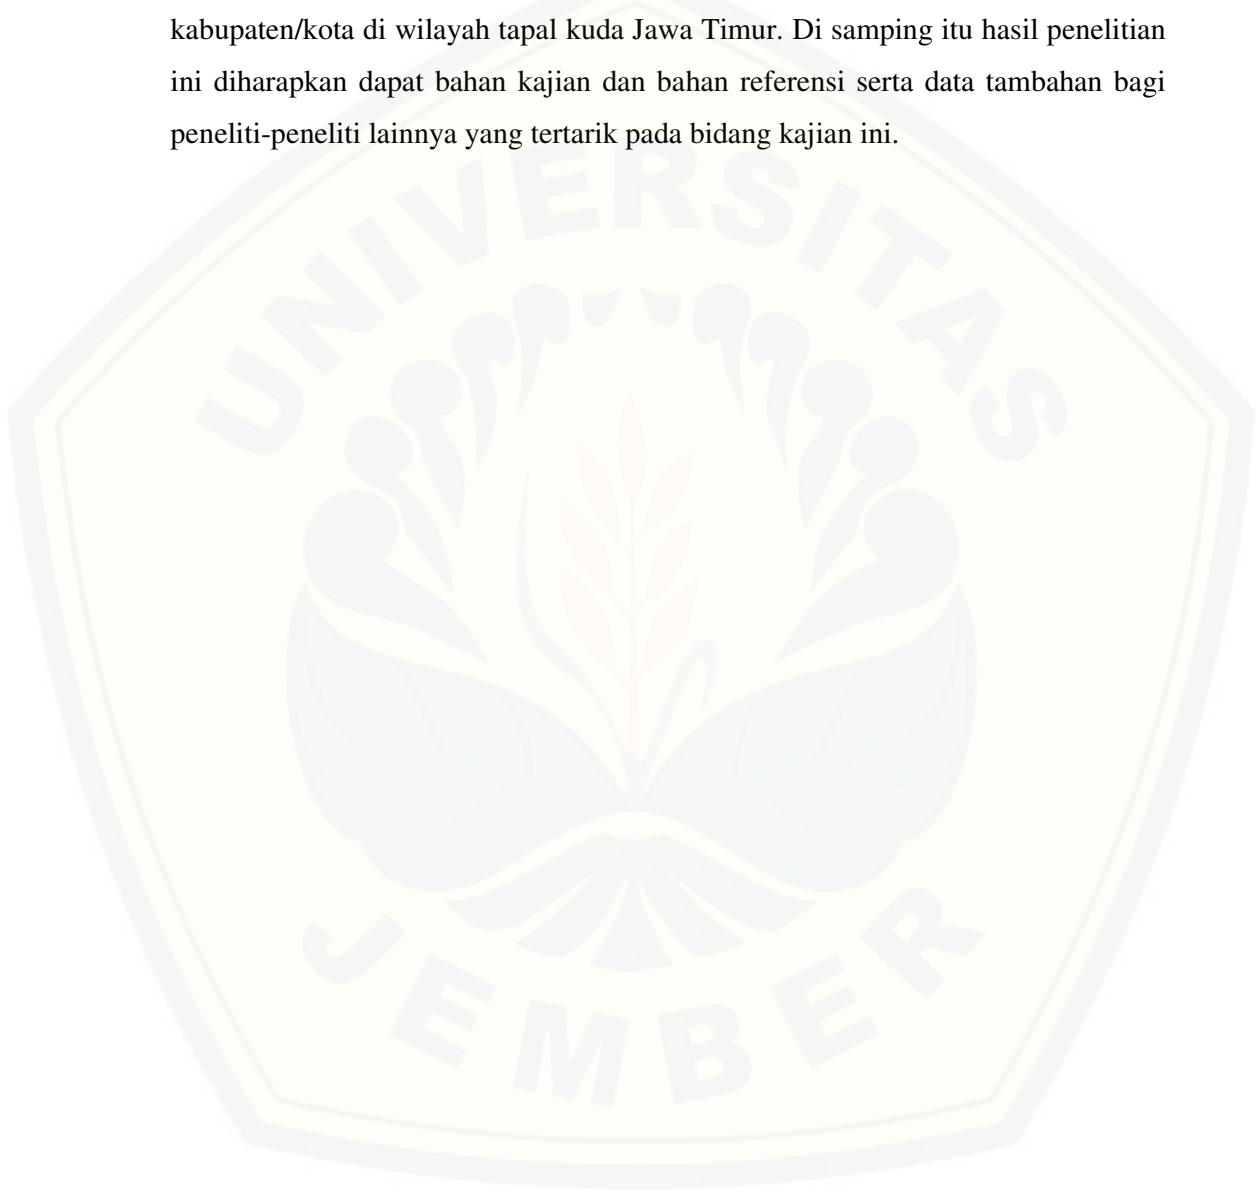 kabupaten/kota di wilayah tapal kuda Jawa Timur. Di samping itu hasil penelitian
ini diharapkan dapat bahan kajian dan bahan referensi serta data tambahan bagi
peneliti-peneliti lainnya yang tertarik pada bidang kajian ini.
UNIVERSITAS
JEMBER